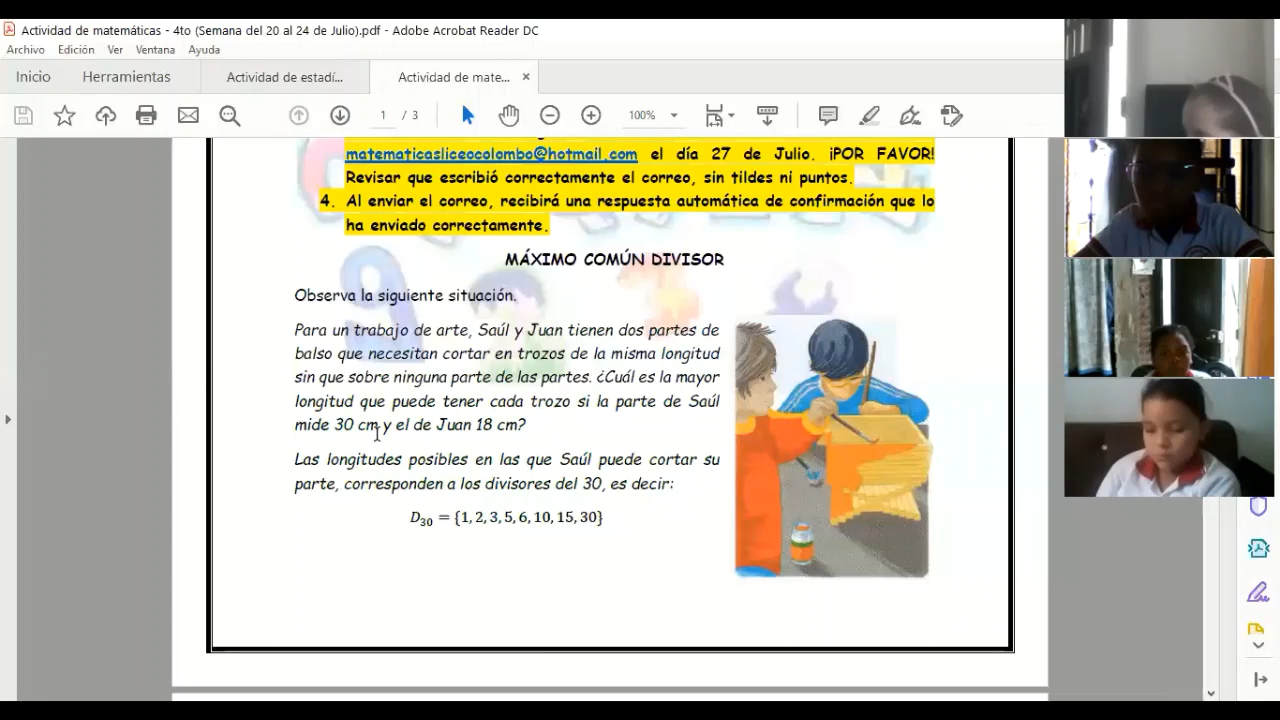 Actividad de matemáticas - 4to (Semana del 20 al 24 de Julio).pdf - Adobe Acrobat Reader DC
Archivo Edición Ver Ventana Ayuda
Inicio Herramientas Actividad de estadí... Actividad de mate... ×
1 / 3 100%
matematicasliceocolombo@hotmail.com el día 27 de Julio. ¡POR FAVOR!
Revisar que escribió correctamente el correo, sin tildes ni puntos.
4. Al enviar el correo, recibirá una respuesta automática de confirmación que lo
ha enviado correctamente.
MÁXIMO COMÚN DIVISOR
Observa la siguiente situación.
Para un trabajo de arte, Saúl y Juan tienen dos partes de
balso que necesitan cortar en trozos de la misma longitud
sin que sobre ninguna parte de las partes. ¿Cuál es la mayor
longitud que puede tener cada trozo si la parte de Saúl
mide 30 cm y el de Juan 18 cm?
Las longitudes posibles en las que Saúl puede cortar su
parte, corresponden a los divisores del 30, es decir:
D₃₀ = {1, 2, 3, 5, 6, 10, 15, 30}